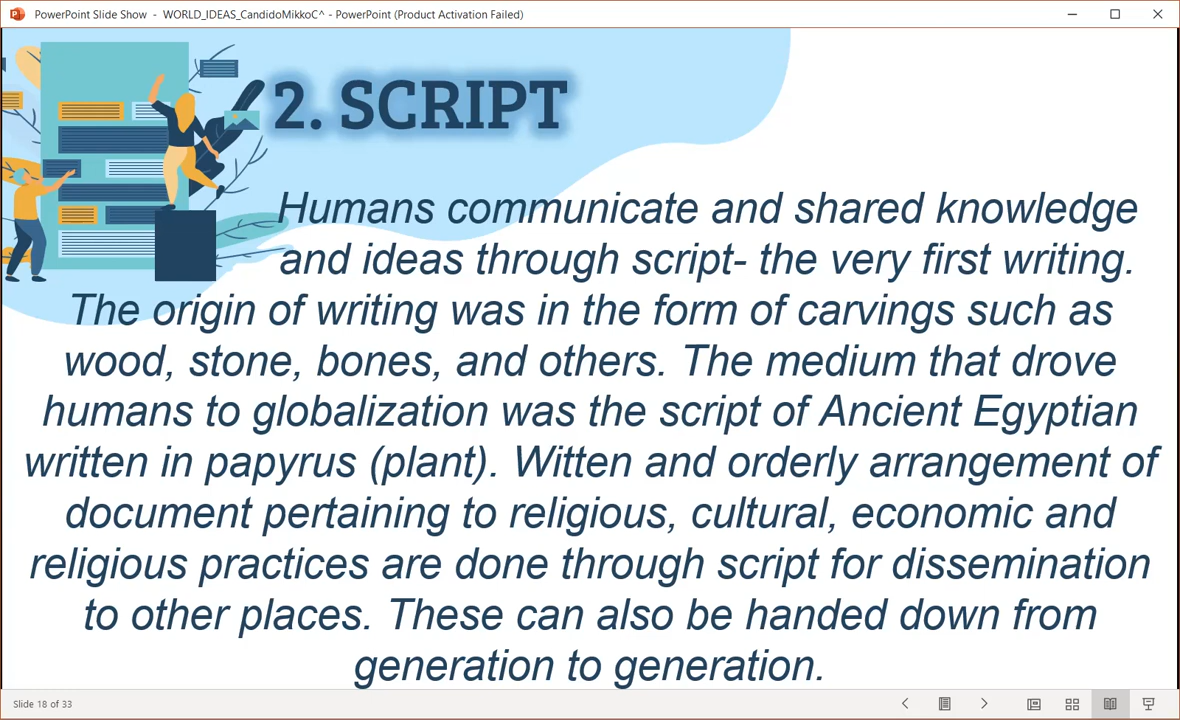 PowerPoint Slide Show - WORLD_IDEAS_CandidoMikkoC^ - PowerPoint (Product Activation Failed)
2. SCRIPT
Humans communicate and shared knowledge
and ideas through script- the very first writing.
The origin of writing was in the form of carvings such as
wood, stone, bones, and others. The medium that drove
humans to globalization was the script of Ancient Egyptian
written in papyrus (plant). Witten and orderly arrangement of
document pertaining to religious, cultural, economic and
religious practices are done through script for dissemination
to other places. These can also be handed down from
generation to generation.
Slide 18 of 33